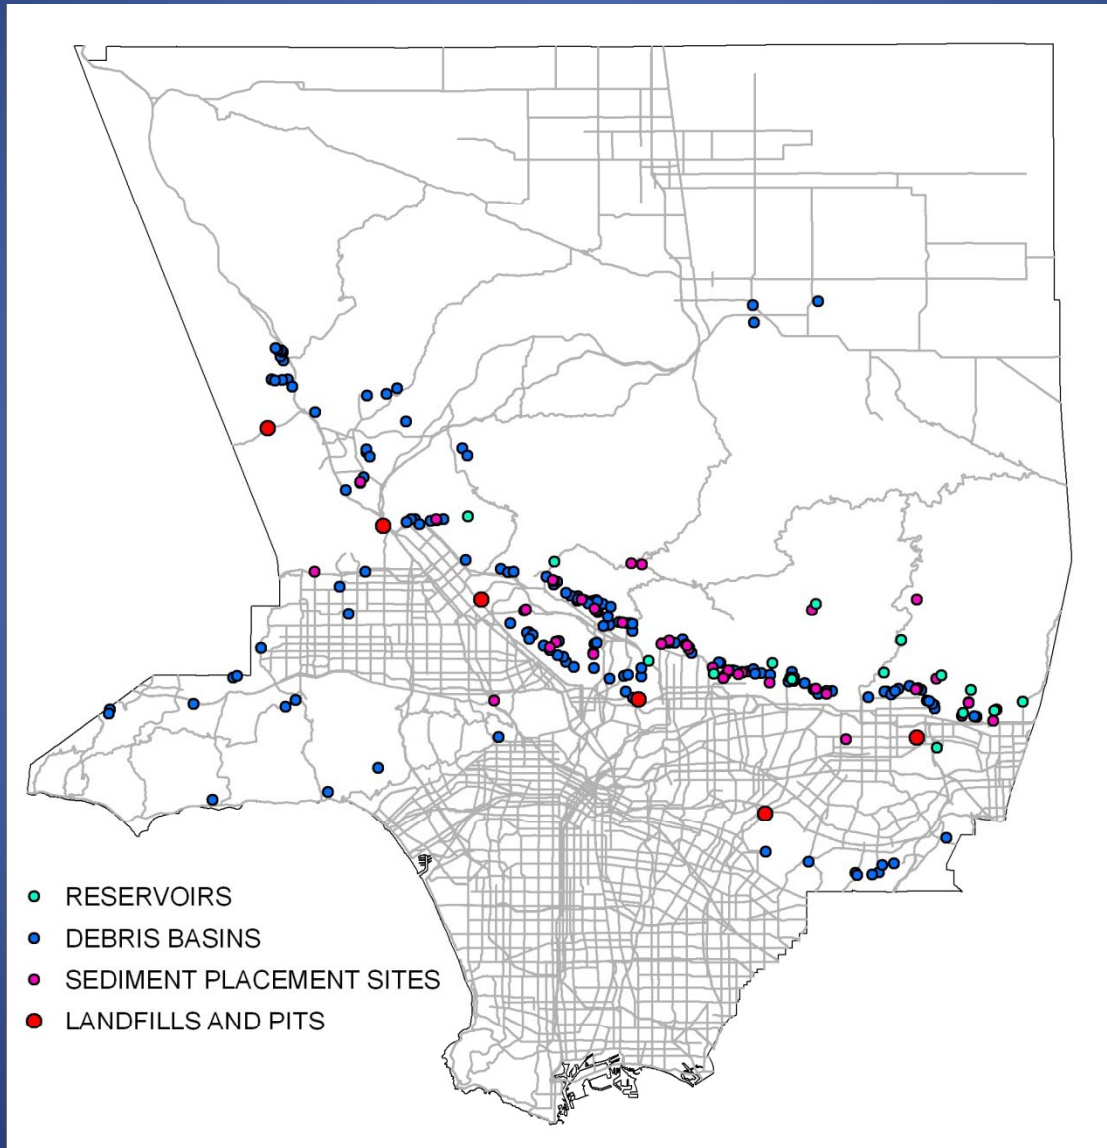 RESERVOIRS
DEBRIS BASINS
SEDIMENT PLACEMENT SITES
LANDFILLS AND PITS